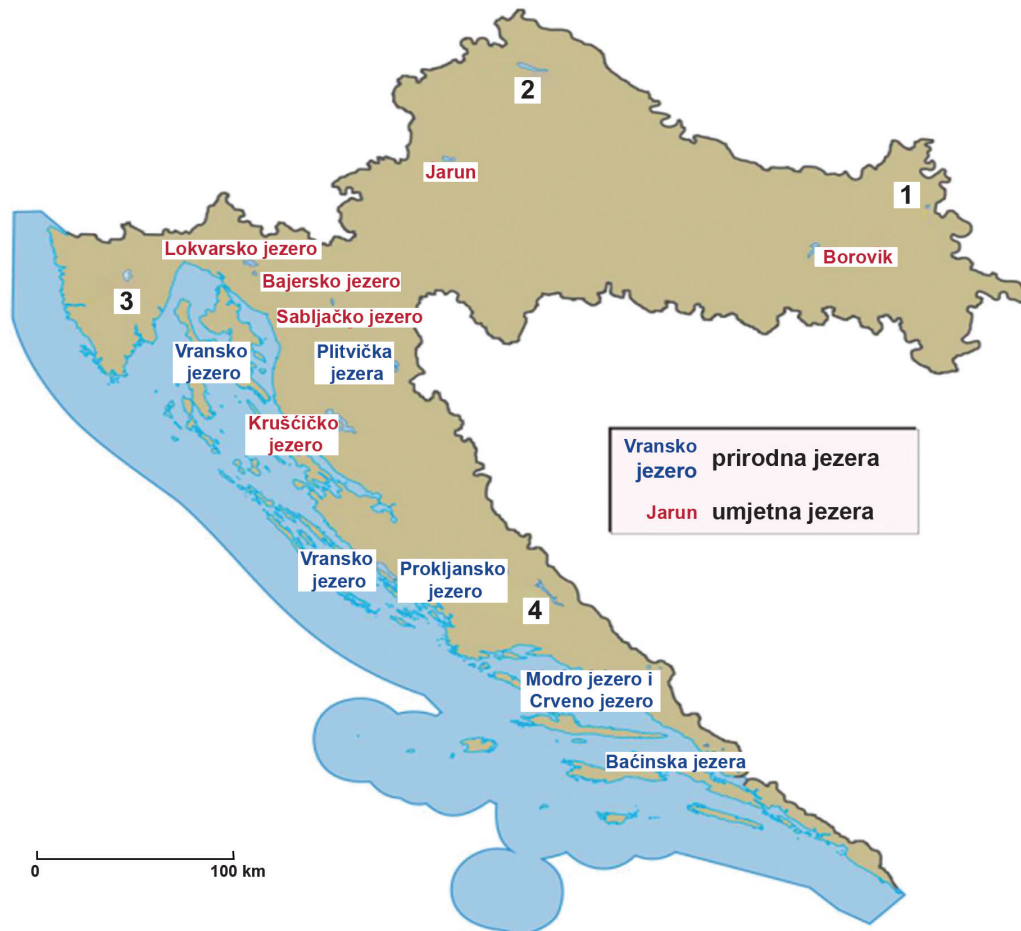 2
Jarun
1
Lokvarsko jezero
Borovik
Bajersko jezero
3
Sabljačko jezero
Vransko
jezero
Plitvička
jezera
Krušćičko
jezero
Vransko
jezero
prirodna jezera
Jarun
umjetna jezera
Vransko
jezero
Prokljansko
jezero
4
Modro jezero i
Crveno jezero
Baćinska jezera
0
100 km